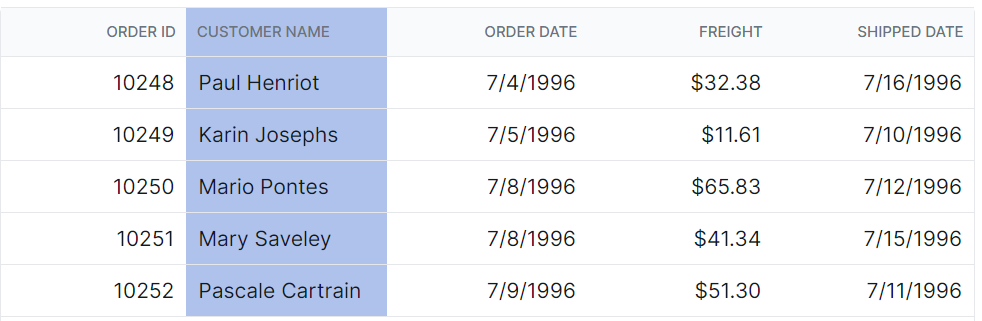 ORDER ID CUSTOMER NAME ORDER DATE FREIGHT SHIPPED DATE
10248 Paul Henriot 7/4/1996 $32.38 7/16/1996
10249 Karin Josephs 7/5/1996 $11.61 7/10/1996
10250 Mario Pontes 7/8/1996 $65.83 7/12/1996
10251 Mary Saveley 7/8/1996 $41.34 7/15/1996
10252 Pascale Cartrain 7/9/1996 $51.30 7/11/1996